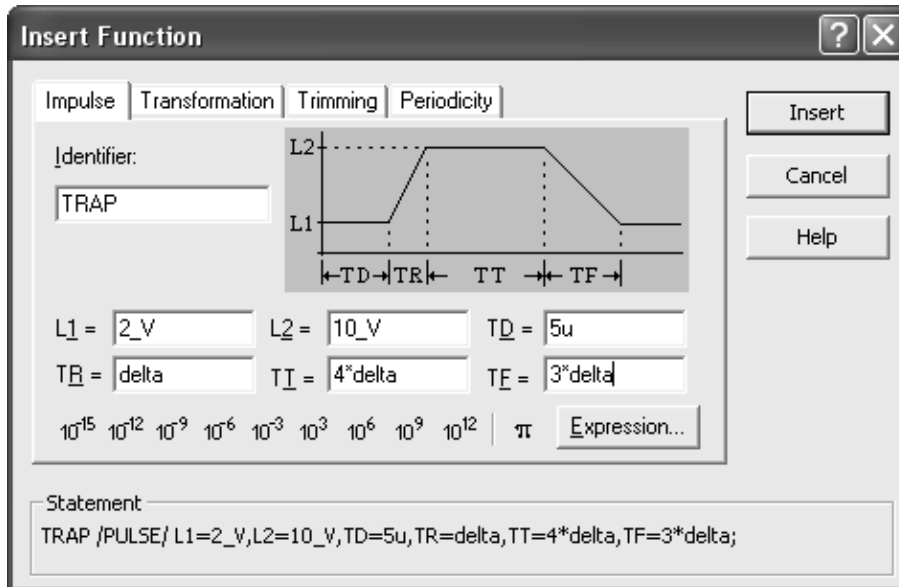 Insert Function
Impulse Transformation Trimming Periodicity
Insert
Cancel
Help
Identifier:
TRAP
L2
L1
TD TR TT TF
L1 = 2_V L2 = 10_V TD = 5u
TR = delta TT = 4*delta TF = 3*delta
10⁻¹⁵ 10⁻¹² 10⁻⁹ 10⁻⁶ 10⁻³ 10³ 10⁶ 10⁹ 10¹² π Expression...
Statement
TRAP /PULSE/ L1=2_V,L2=10_V,TD=5u,TR=delta,TT=4*delta,TF=3*delta;